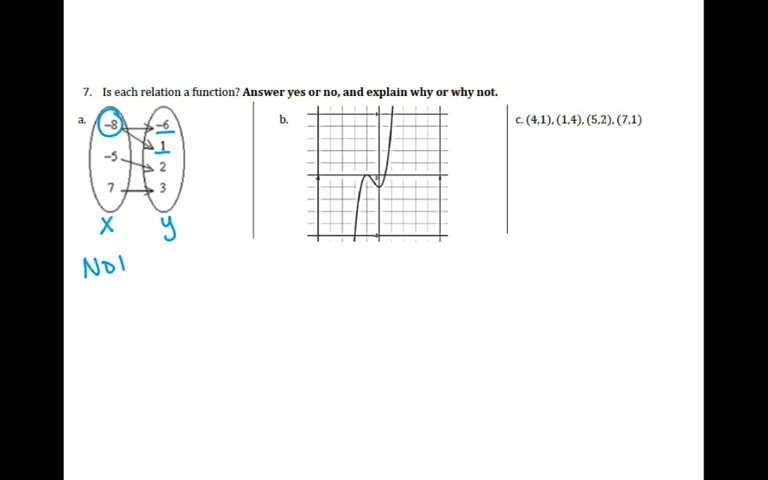 7. Is each relation a function? Answer yes or no, and explain why or why not.
a.
-8
-5
7
-6
1
2
3
x
y
No!
b.
c. (4,1), (1,4), (5,2), (7,1)